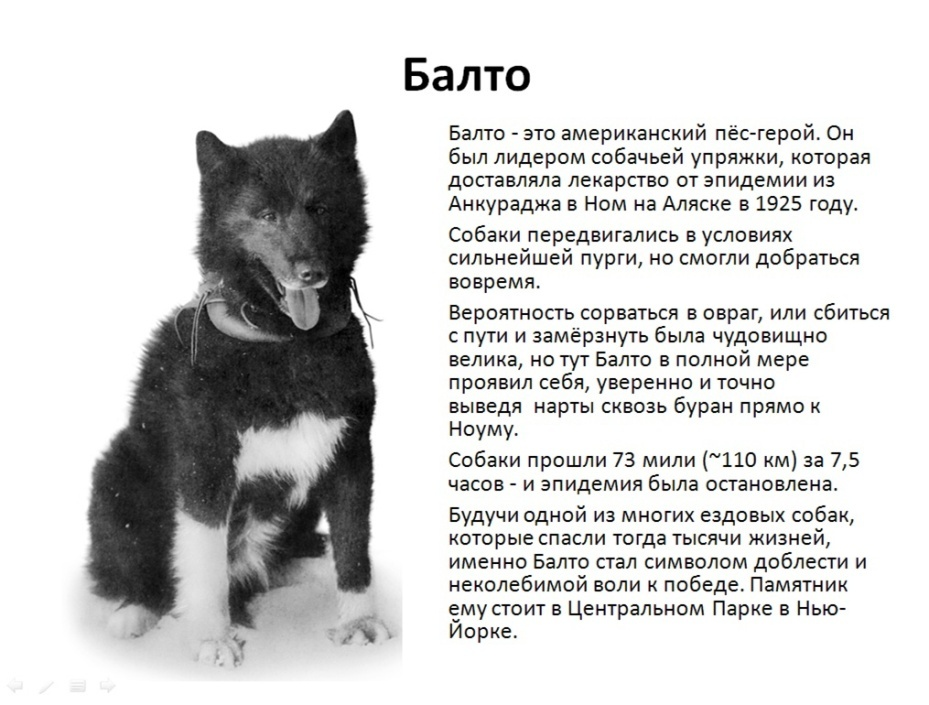 Балто
Балто - это американский пёс-герой. Он
был лидером собачьей упряжки, которая
доставляла лекарство от эпидемии из
Анкураджа в Ном на Аляске в 1925 году.
Собаки передвигались в условиях
сильнейшей пурги, но смогли добраться
вовремя.
Вероятность сорваться в овраг, или сбиться
с пути и замёрзнуть была чудовищно
велика, но тут Балто в полной мере
проявил себя, уверенно и точно
выведя  нарты сквозь буран прямо к
Ноуму.
Собаки прошли 73 мили (~110 км) за 7,5
часов - и эпидемия была остановлена.
Будучи одной из многих ездовых собак,
которые спасли тогда тысячи жизней,
именно Балто стал символом доблести и
неколебимой воли к победе. Памятник
ему стоит в Центральном Парке в Нью-
Йорке.